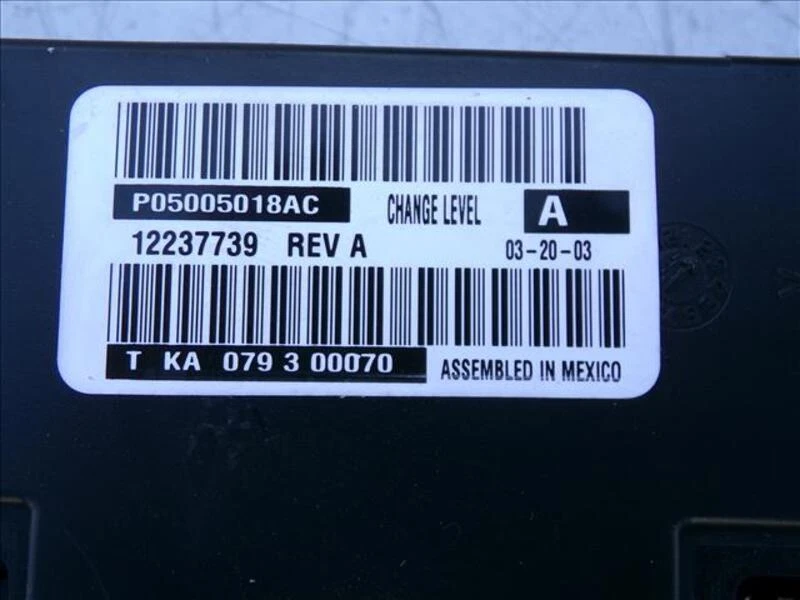 P05005018AC CHANGE LEVEL A
12237739 REV A 03-20-03
T KA 079 3 00070 ASSEMBLED IN MEXICO